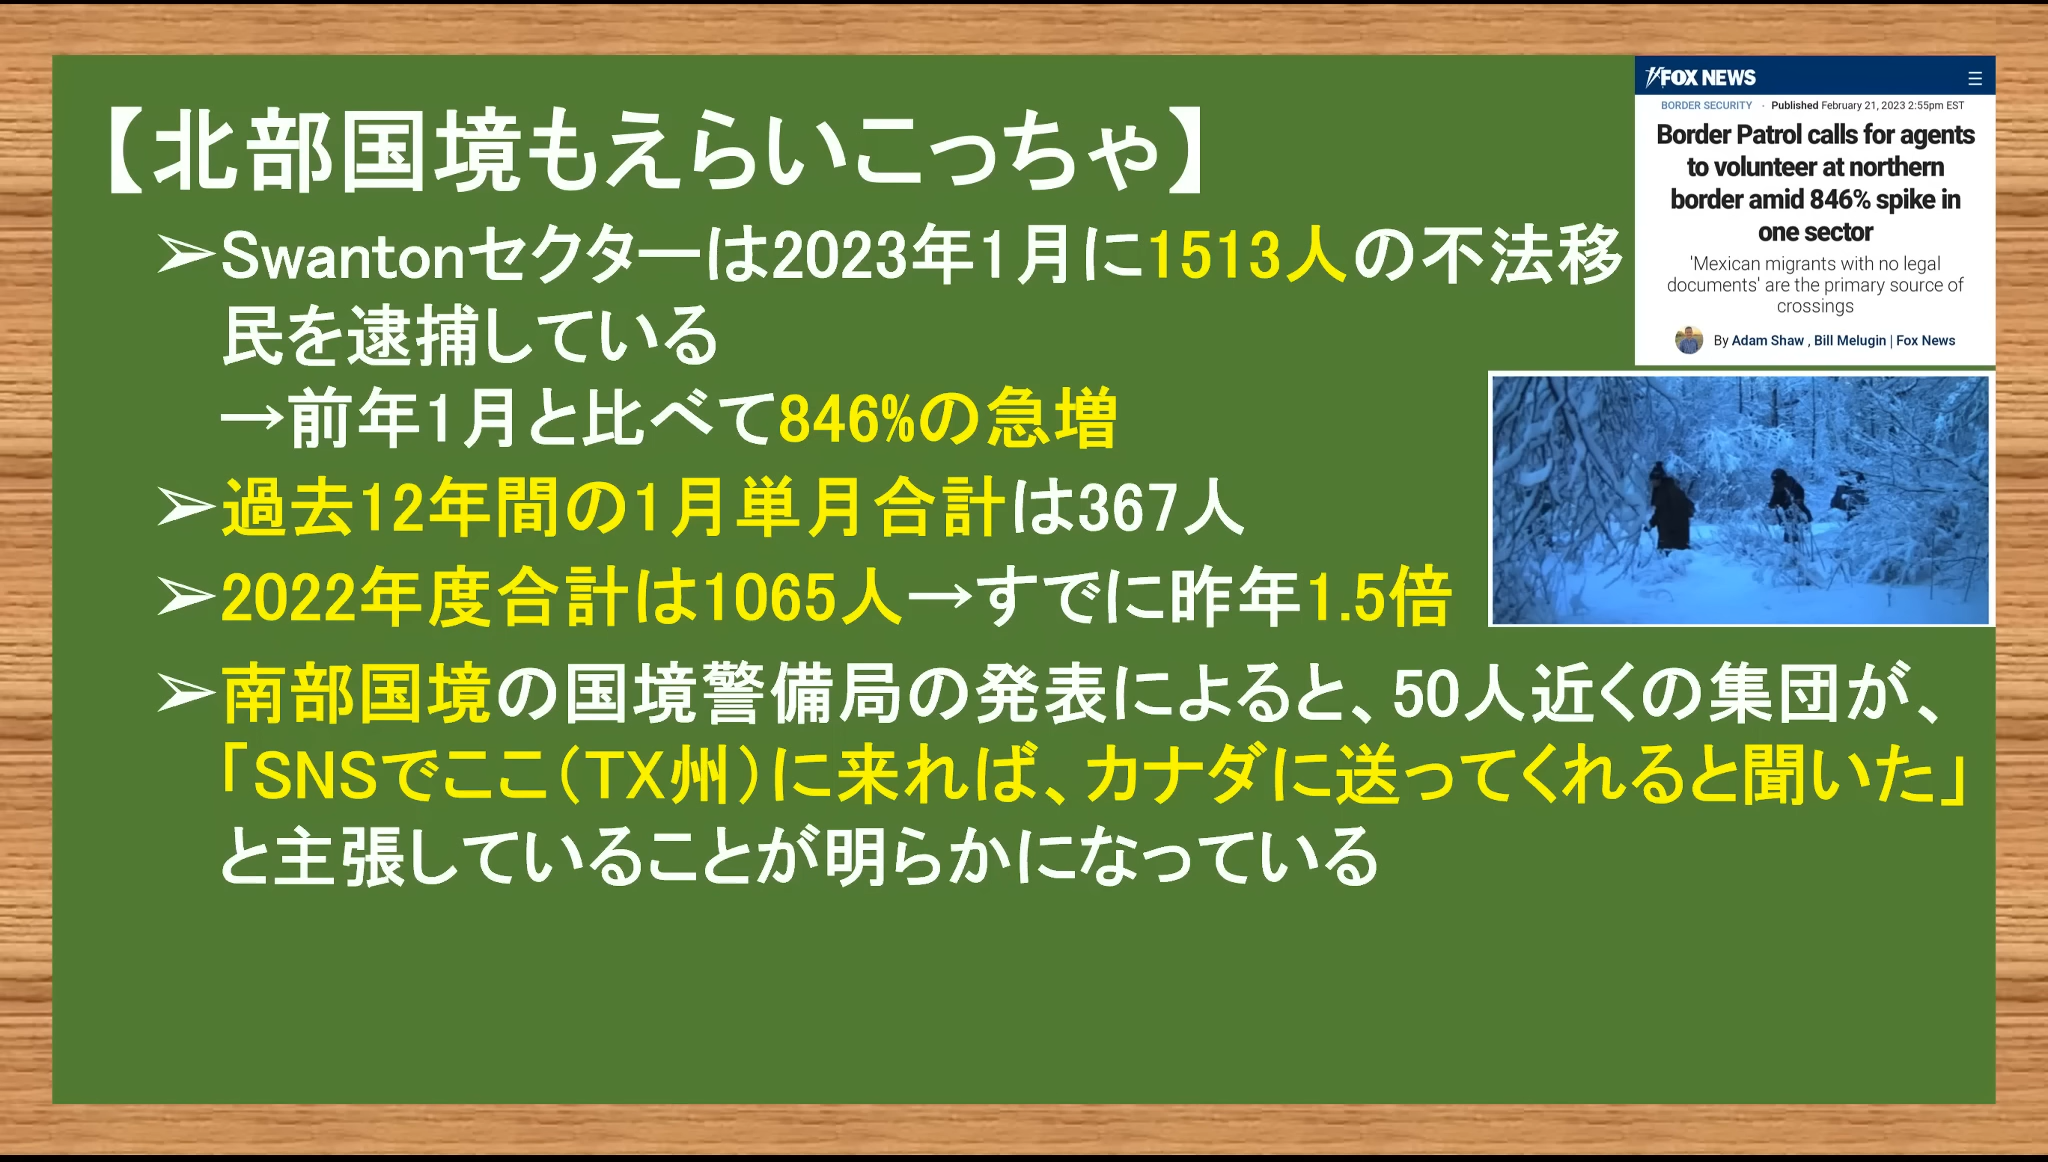 【北部国境もえらいこっちゃ】
➢Swantonセクターは2023年1月に1513人の不法移
民を逮捕している
→前年1月と比べて846%の急増
➢過去12年間の1月単月合計は367人
➢2022年度合計は1065人→すでに昨年1.5倍
➢南部国境の国境警備局の発表によると、50人近くの集団が、
「SNSでここ（TX州）に来れば、カナダに送ってくれると聞いた」
と主張していることが明らかになっている
FOX NEWS
BORDER SECURITY · Published February 21, 2023 2:55pm EST
Border Patrol calls for agents
to volunteer at northern
border amid 846% spike in
one sector
'Mexican migrants with no legal
documents' are the primary source of
crossings
By Adam Shaw , Bill Melugin | Fox News